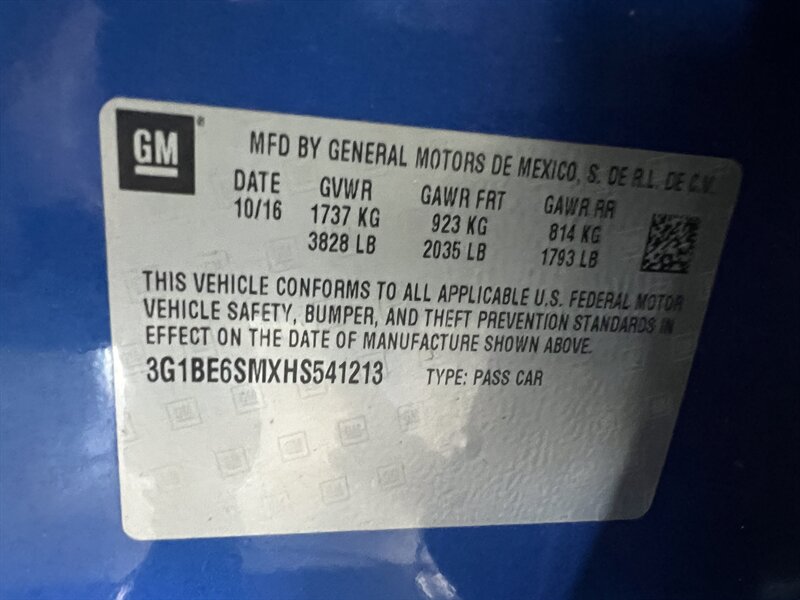 GM®
MFD BY GENERAL MOTORS DE MEXICO, S. DE R.L. DE C.V.
DATE GVWR GAWR FRT GAWR RR
10/16 1737 KG 923 KG 814 KG
3828 LB 2035 LB 1793 LB
THIS VEHICLE CONFORMS TO ALL APPLICABLE U.S. FEDERAL MOTOR
VEHICLE SAFETY, BUMPER, AND THEFT PREVENTION STANDARDS IN
EFFECT ON THE DATE OF MANUFACTURE SHOWN ABOVE.
3G1BE6SMXHS541213 TYPE: PASS CAR